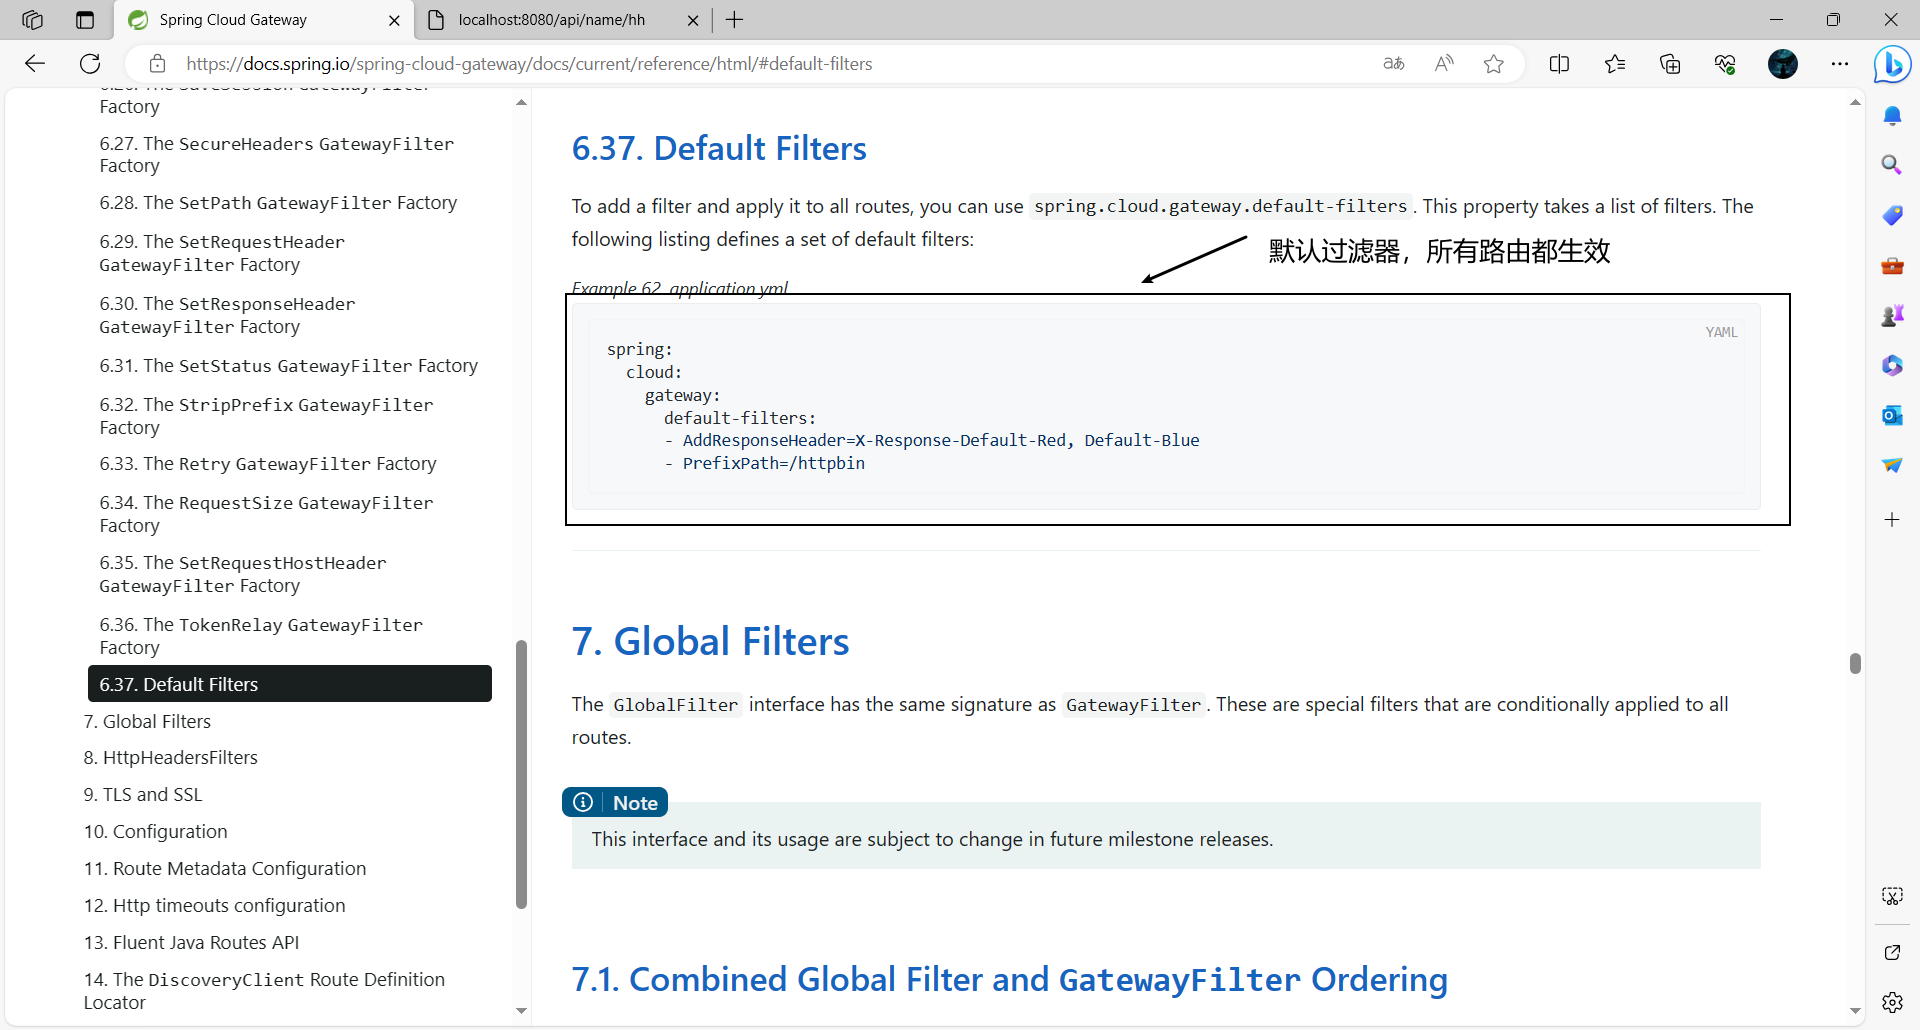 Spring Cloud Gateway
localhost:8080/api/name/hh
https://docs.spring.io/spring-cloud-gateway/docs/current/reference/html/#default-filters
Factory
6.27. The SecureHeaders GatewayFilter
Factory
6.28. The SetPath GatewayFilter Factory
6.29. The SetRequestHeader
GatewayFilter Factory
6.30. The SetResponseHeader
GatewayFilter Factory
6.31. The SetStatus GatewayFilter Factory
6.32. The StripPrefix GatewayFilter
Factory
6.33. The Retry GatewayFilter Factory
6.34. The RequestSize GatewayFilter
Factory
6.35. The SetRequestHostHeader
GatewayFilter Factory
6.36. The TokenRelay GatewayFilter
Factory
6.37. Default Filters
7. Global Filters
8. HttpHeadersFilters
9. TLS and SSL
10. Configuration
11. Route Metadata Configuration
12. Http timeouts configuration
13. Fluent Java Routes API
14. The DiscoveryClient Route Definition
Locator
6.37. Default Filters
To add a filter and apply it to all routes, you can use spring.cloud.gateway.default-filters. This property takes a list of filters. The
following listing defines a set of default filters:
默认过滤器，所有路由都生效
Example 62. application.yml
YAML
spring:
  cloud:
    gateway:
      default-filters:
      - AddResponseHeader=X-Response-Default-Red, Default-Blue
      - PrefixPath=/httpbin
7. Global Filters
The GlobalFilter interface has the same signature as GatewayFilter. These are special filters that are conditionally applied to all
routes.
Note
This interface and its usage are subject to change in future milestone releases.
7.1. Combined Global Filter and GatewayFilter Ordering